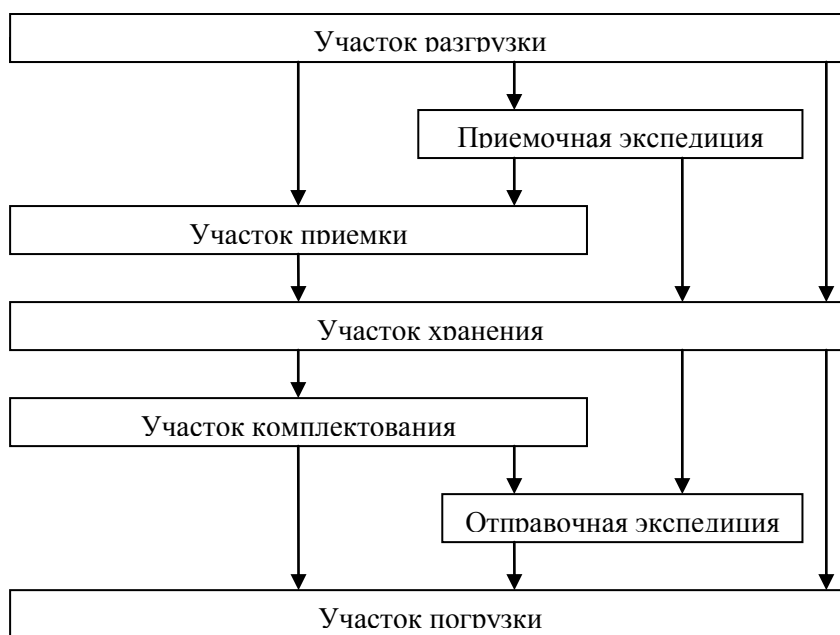 Участок разгрузки
Приемочная экспедиция
Участок приемки
Участок хранения
Участок комплектования
Отправочная экспедиция
Участок погрузки